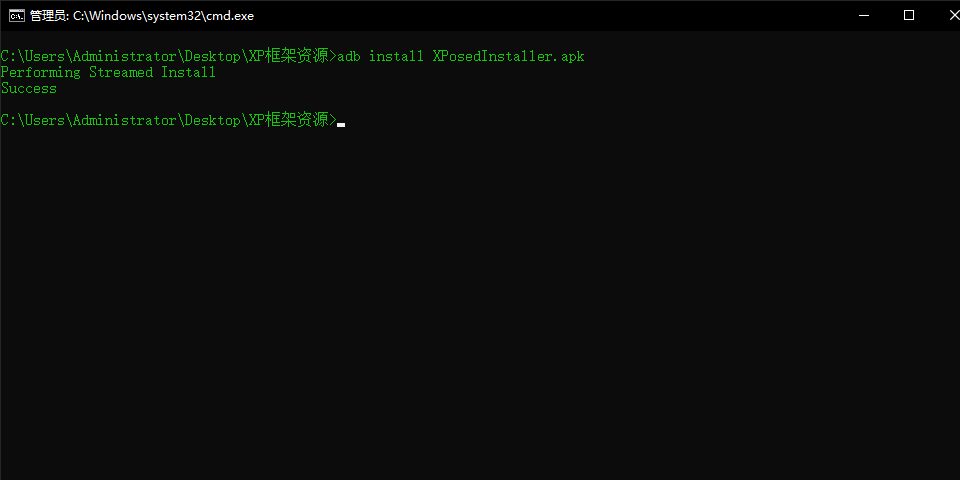 管理员: C:\Windows\system32\cmd.exe
C:\Users\Administrator\Desktop\XP框架资源>adb install XPosedInstaller.apk
Performing Streamed Install
Success
C:\Users\Administrator\Desktop\XP框架资源>